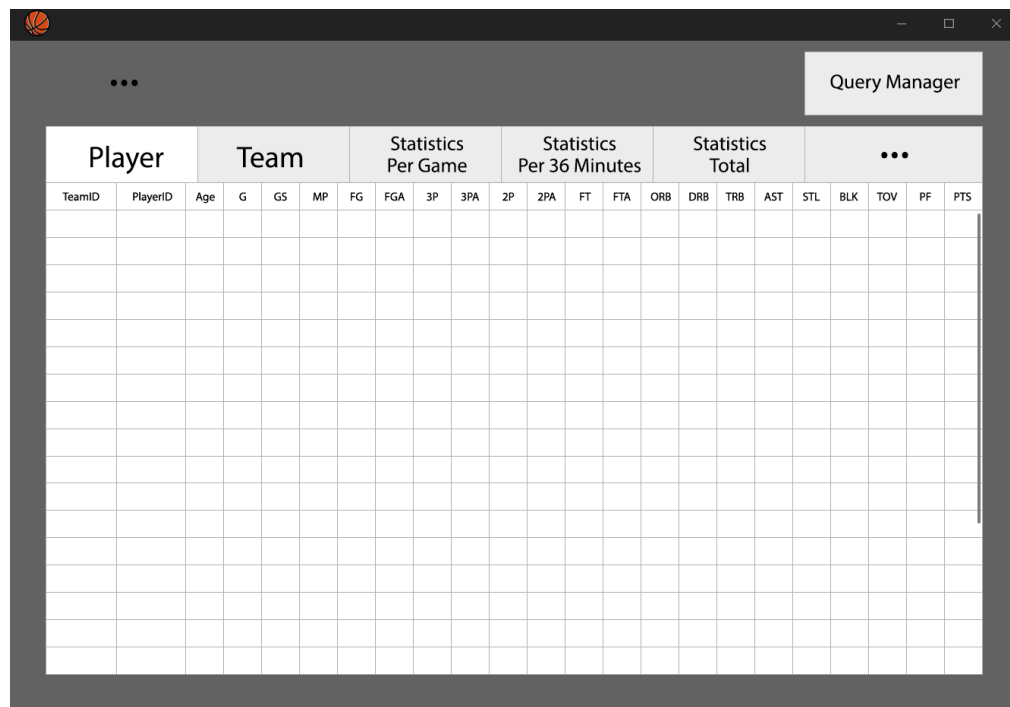 •••
Query Manager
Player
Team
Statistics
Per Game
Statistics
Per 36 Minutes
Statistics
Total
•••
TeamID PlayerID Age G GS MP FG FGA 3P 3PA 2P 2PA FT FTA ORB DRB TRB AST STL BLK TOV PF PTS